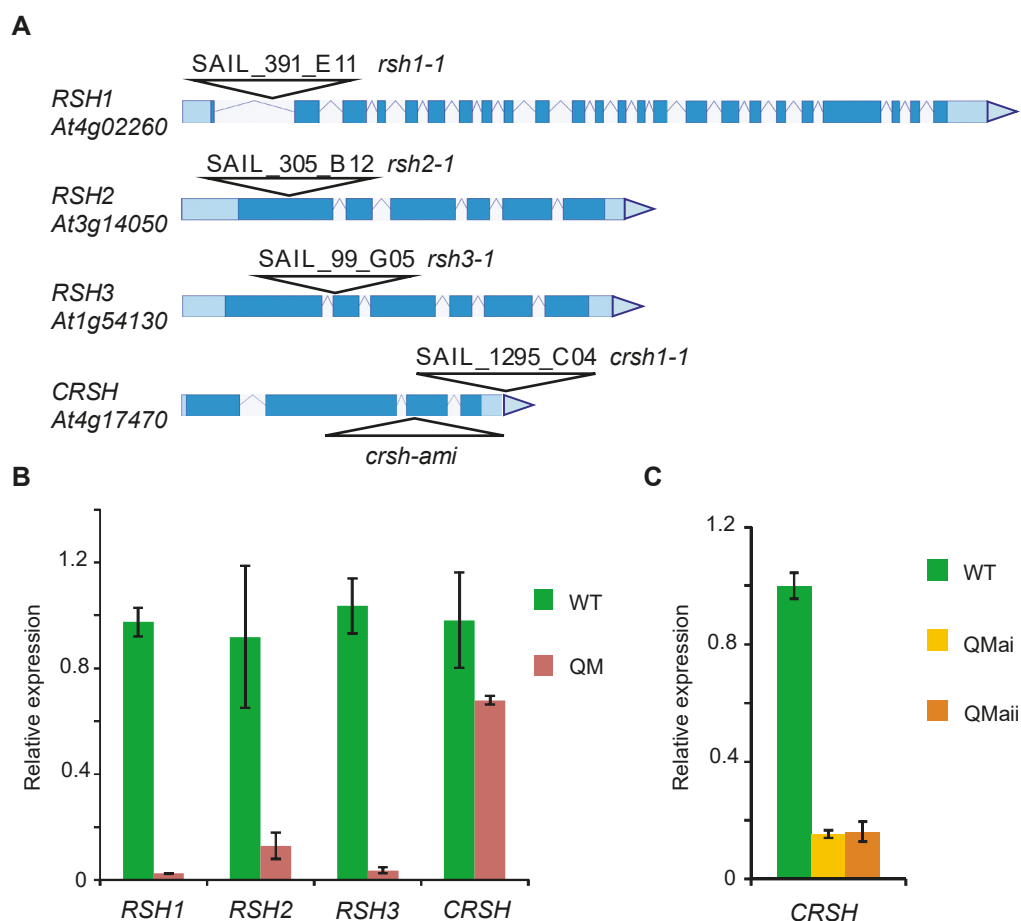 A
SAIL_391_E11 rsh1-1
RSH1
At4g02260
SAIL_305_B12 rsh2-1
RSH2
At3g14050
SAIL_99_G05 rsh3-1
RSH3
At1g54130
SAIL_1295_C04 crsh1-1
CRSH
At4g17470
crsh-ami
B
Relative expression
1.2
0.8
0.4
0
RSH1 RSH2 RSH3 CRSH
WT
QM
C
Relative expression
1.2
0.8
0.4
0
CRSH
WT
QMai
QMaii